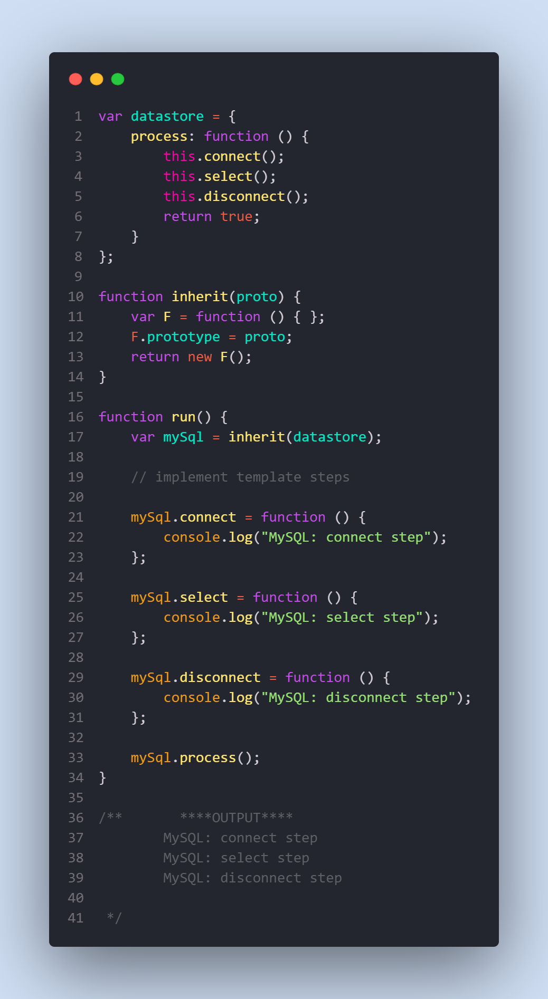 1 var datastore = {
2     process: function () {
3         this.connect();
4         this.select();
5         this.disconnect();
6         return true;
7     }
8 };
9
10 function inherit(proto) {
11     var F = function () { };
12     F.prototype = proto;
13     return new F();
14 }
15
16 function run() {
17     var mySql = inherit(datastore);
18
19     // implement template steps
20
21     mySql.connect = function () {
22         console.log("MySQL: connect step");
23     };
24
25     mySql.select = function () {
26         console.log("MySQL: select step");
27     };
28
29     mySql.disconnect = function () {
30         console.log("MySQL: disconnect step");
31     };
32
33     mySql.process();
34 }
35
36 /**       ****OUTPUT****
37         MySQL: connect step
38         MySQL: select step
39         MySQL: disconnect step
40
41  */